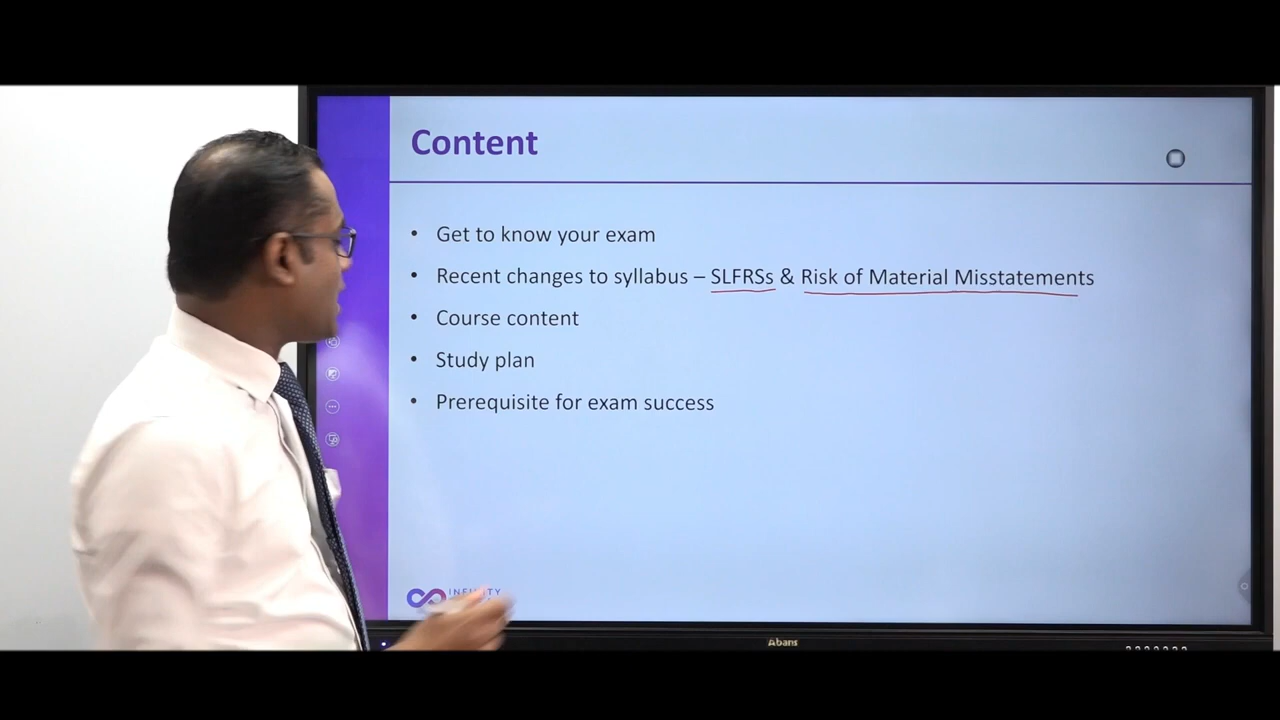 Content
• Get to know your exam
• Recent changes to syllabus – SLFRSs & Risk of Material Misstatements
• Course content
• Study plan
• Prerequisite for exam success
Abans